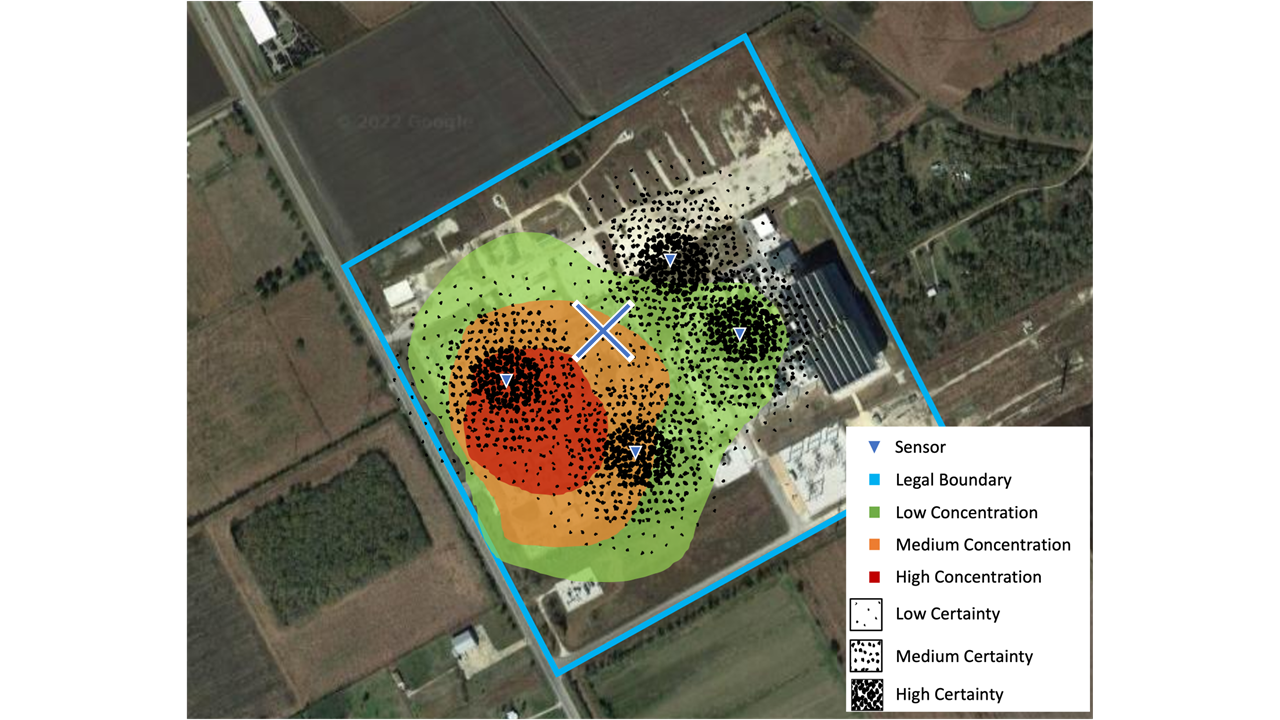 © 2022 Google
Sensor
Legal Boundary
Low Concentration
Medium Concentration
High Concentration
Low Certainty
Medium Certainty
High Certainty